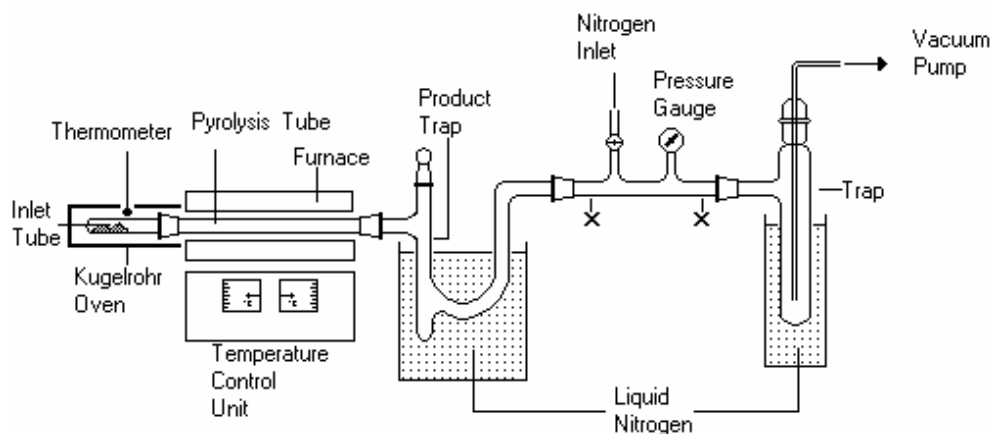 Nitrogen
Inlet
Vacuum
Pump
Pressure
Gauge
Product
Trap
Pyrolysis Tube
Thermometer
Furnace
Inlet
Tube
Trap
Kugelrohr
Oven
°C °C
Temperature
Control
Unit
Liquid
Nitrogen